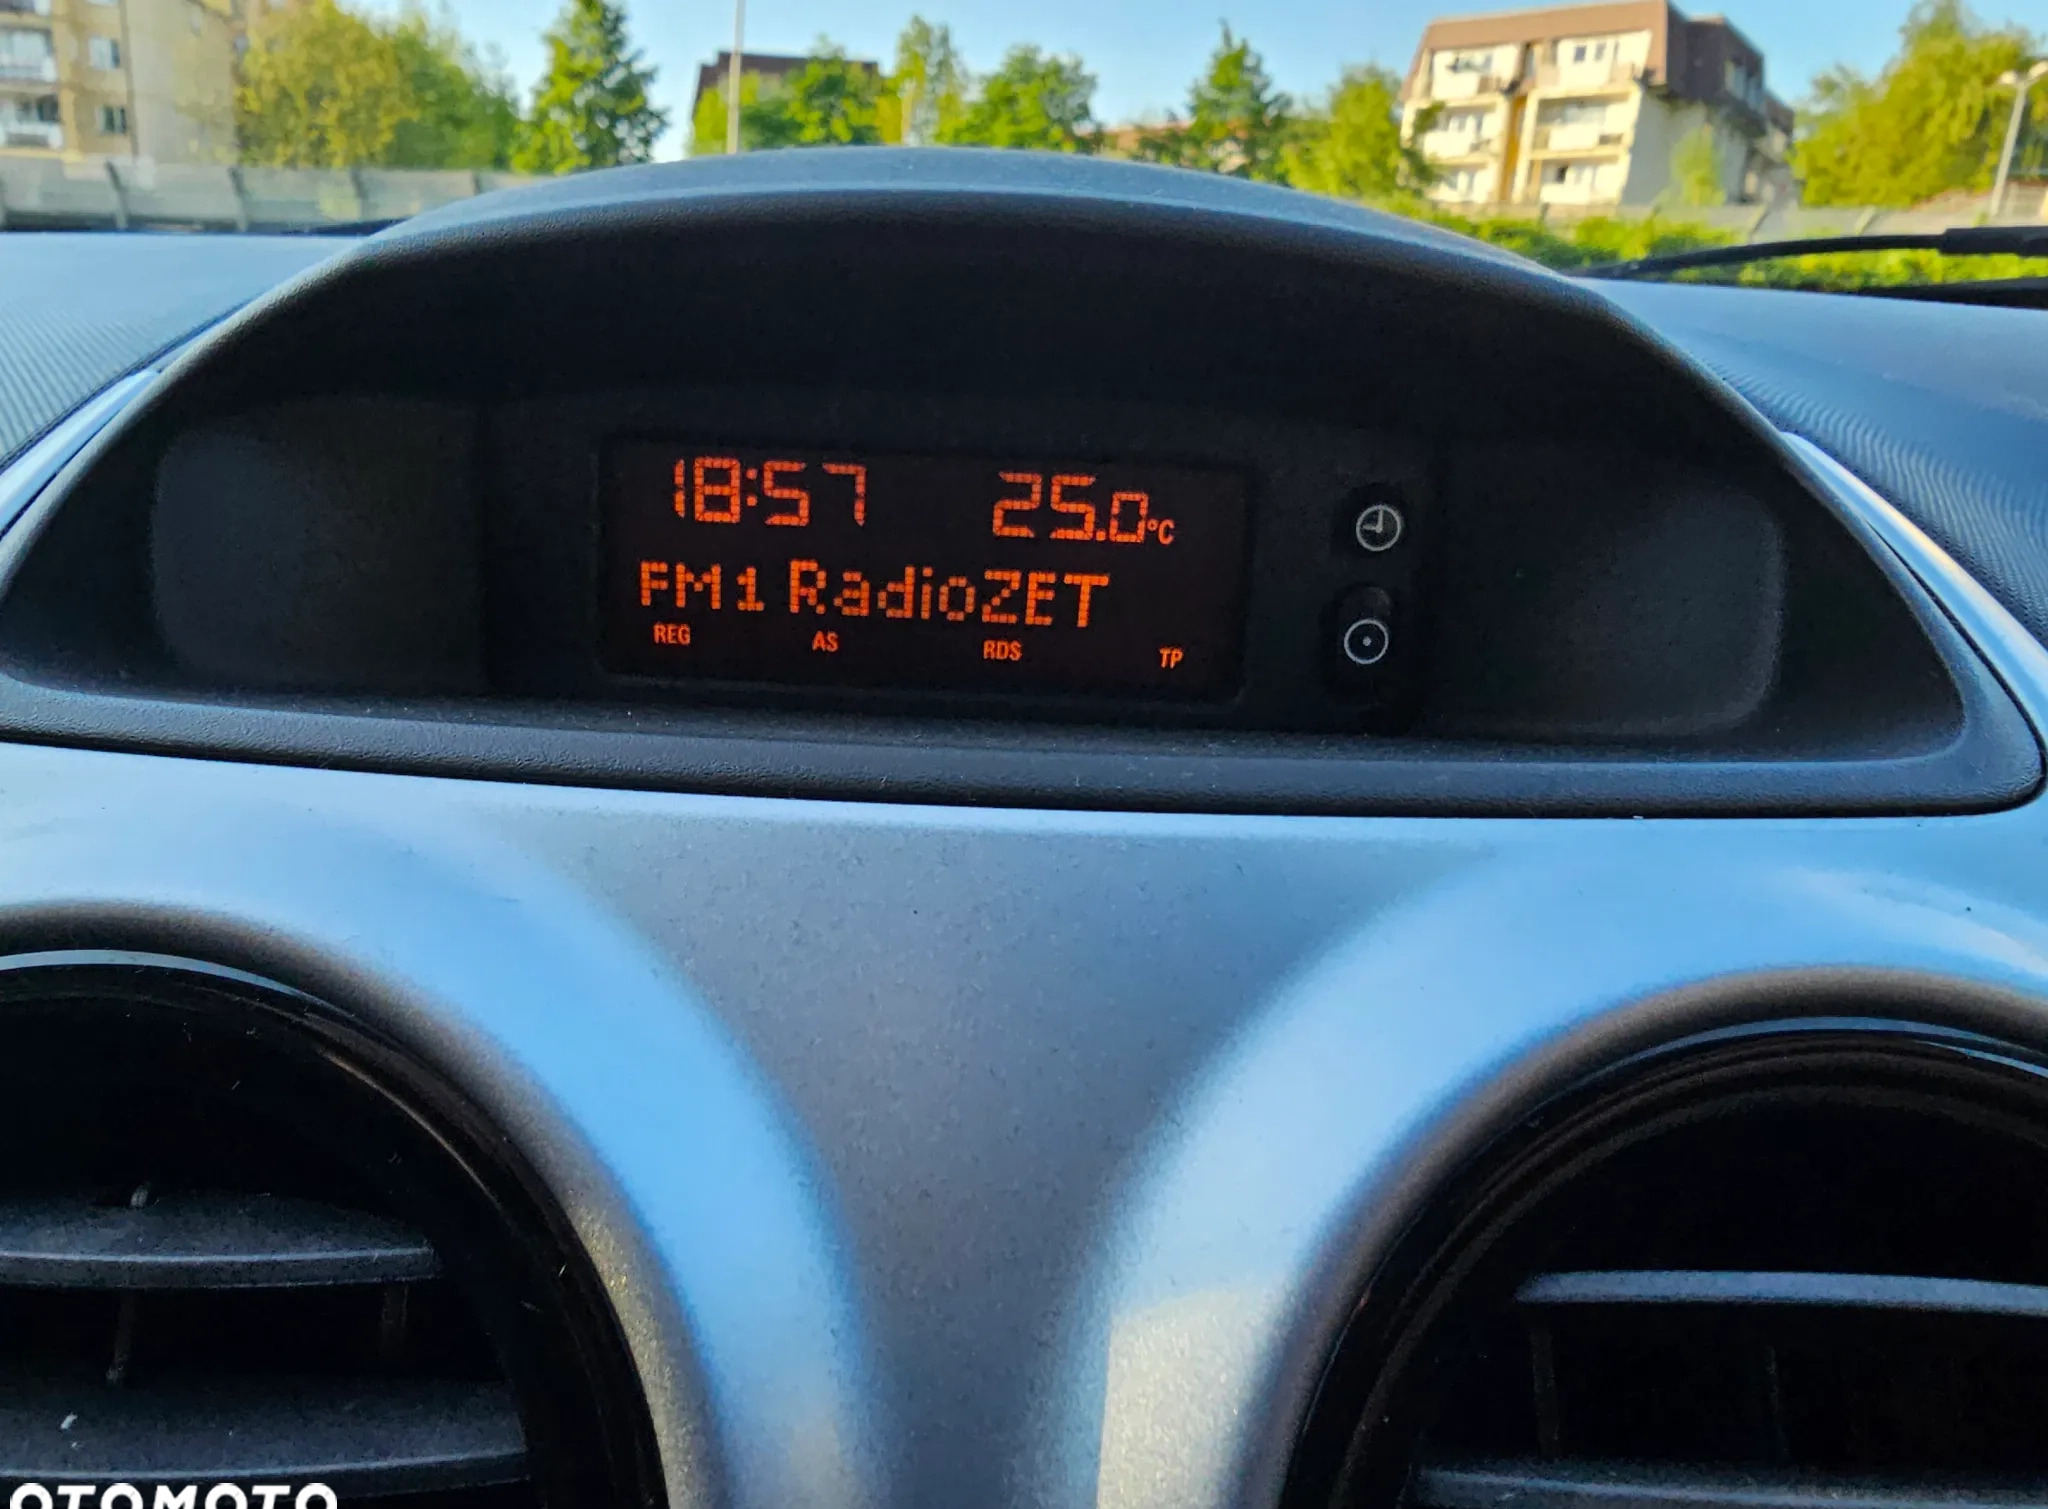 18:57 25.0°C
FM1 RadioZET
REG AS RDS TP
OTOMOTO